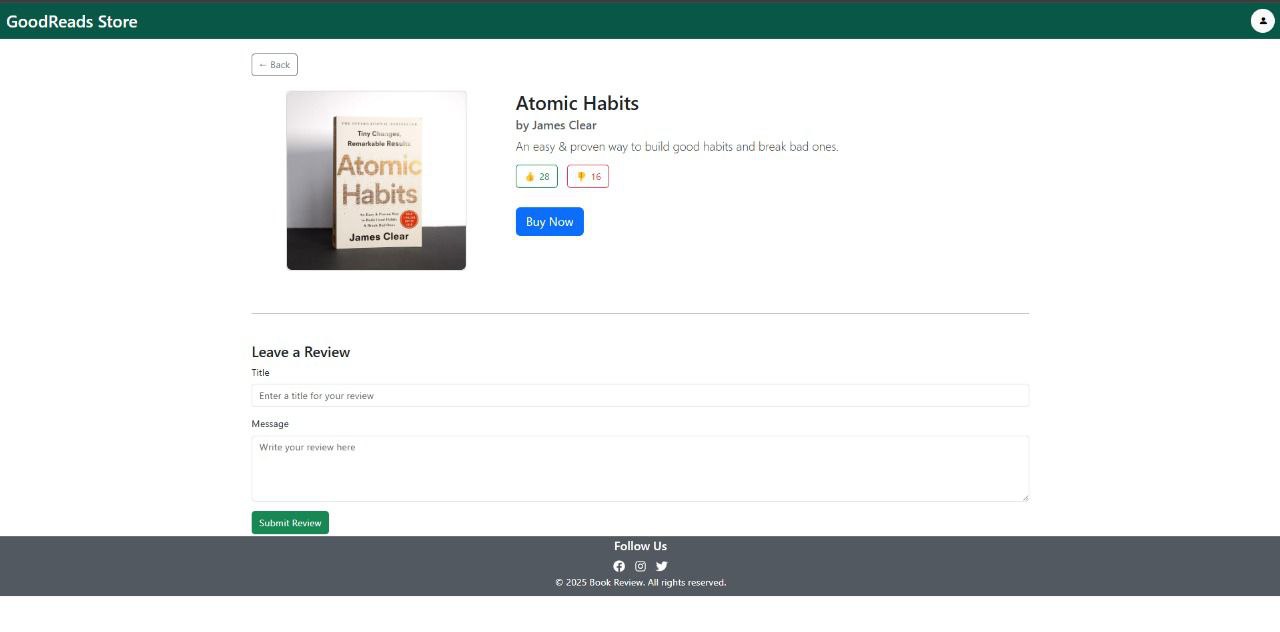 GoodReads Store
← Back
THE INTERNATIONAL BESTSELLER
Tiny Changes,
Remarkable Results
Atomic
Habits
An Easy & Proven Way
to Build Good Habits
& Break Bad Ones
James Clear
Atomic Habits
by James Clear
An easy & proven way to build good habits and break bad ones.
👍 28
👎 16
Buy Now
Leave a Review
Title
Enter a title for your review
Message
Write your review here
Submit Review
Follow Us
© 2025 Book Review. All rights reserved.